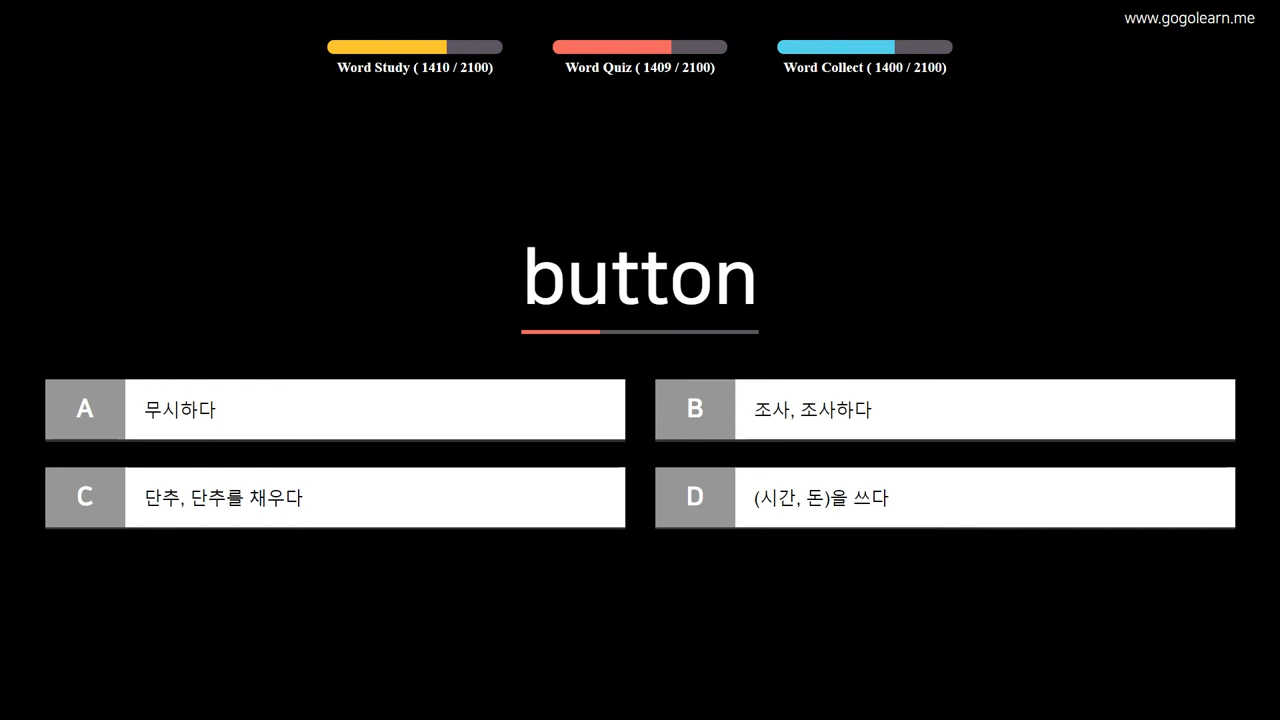 www.gogolearn.me
Word Study ( 1410 / 2100)
Word Quiz ( 1409 / 2100)
Word Collect ( 1400 / 2100)
button
A 무시하다
B 조사, 조사하다
C 단추, 단추를 채우다
D (시간, 돈)을 쓰다